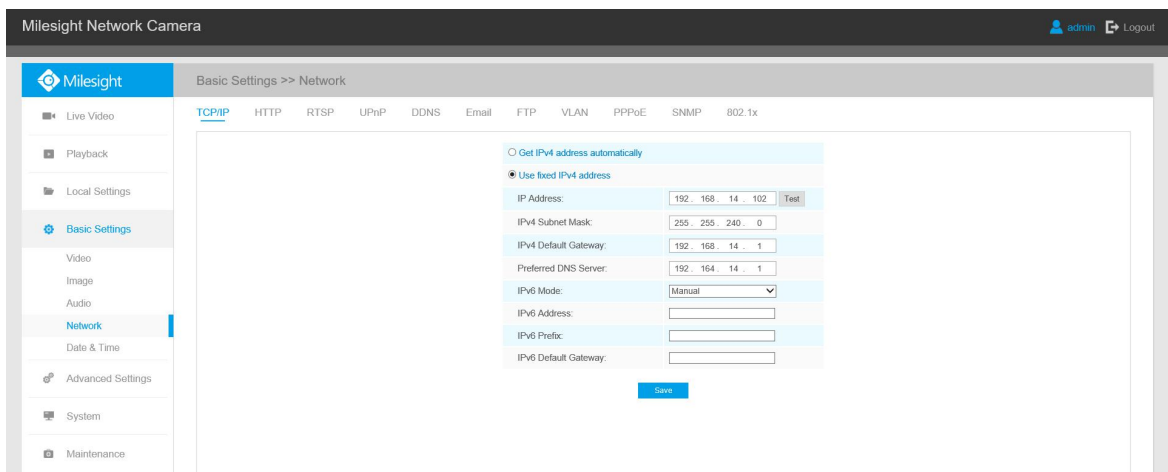 Milesight Network Camera
admin Logout
Milesight
Basic Settings >> Network
Live Video
Playback
Local Settings
Basic Settings
Video
Image
Audio
Network
Date & Time
Advanced Settings
System
Maintenance
TCP/IP HTTP RTSP UPnP DDNS Email FTP VLAN PPPoE SNMP 802.1x
Get IPv4 address automatically
Use fixed IPv4 address
IP Address: 192 . 168 . 14 . 102 Test
IPv4 Subnet Mask: 255 . 255 . 240 . 0
IPv4 Default Gateway: 192 . 168 . 14 . 1
Preferred DNS Server: 192 . 164 . 14 . 1
IPv6 Mode: Manual
IPv6 Address:
IPv6 Prefix:
IPv6 Default Gateway:
Save